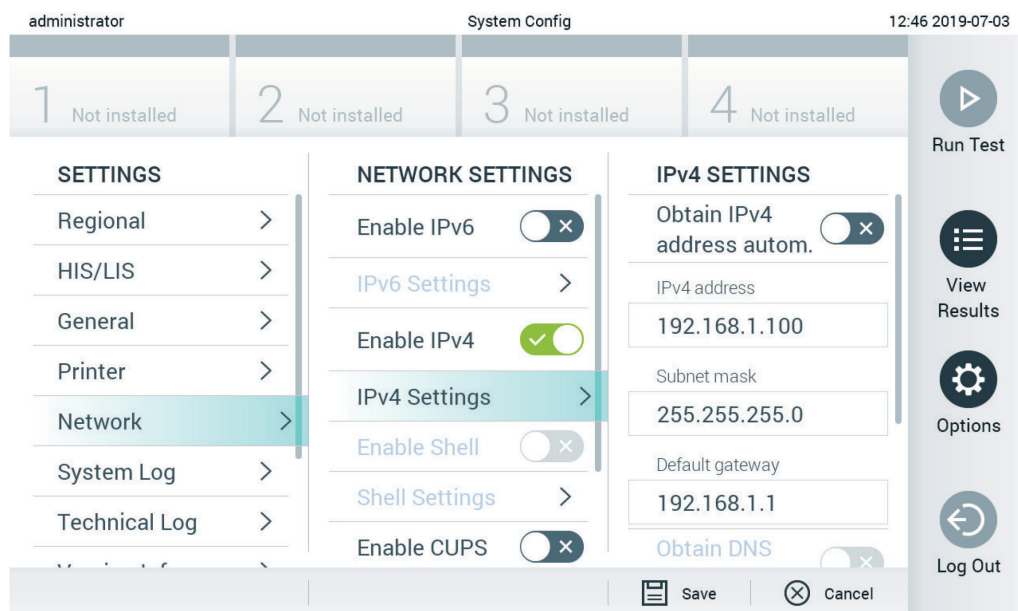 administrator System Config 12:46 2019-07-03
1 Not installed 2 Not installed 3 Not installed 4 Not installed
SETTINGS
Regional
HIS/LIS
General
Printer
Network
System Log
Technical Log
NETWORK SETTINGS
Enable IPv6
IPv6 Settings
Enable IPv4
IPv4 Settings
Enable Shell
Shell Settings
Enable CUPS
IPv4 SETTINGS
Obtain IPv4
address autom.
IPv4 address
192.168.1.100
Subnet mask
255.255.255.0
Default gateway
192.168.1.1
Obtain DNS
Run Test
View
Results
Options
Log Out
Save Cancel